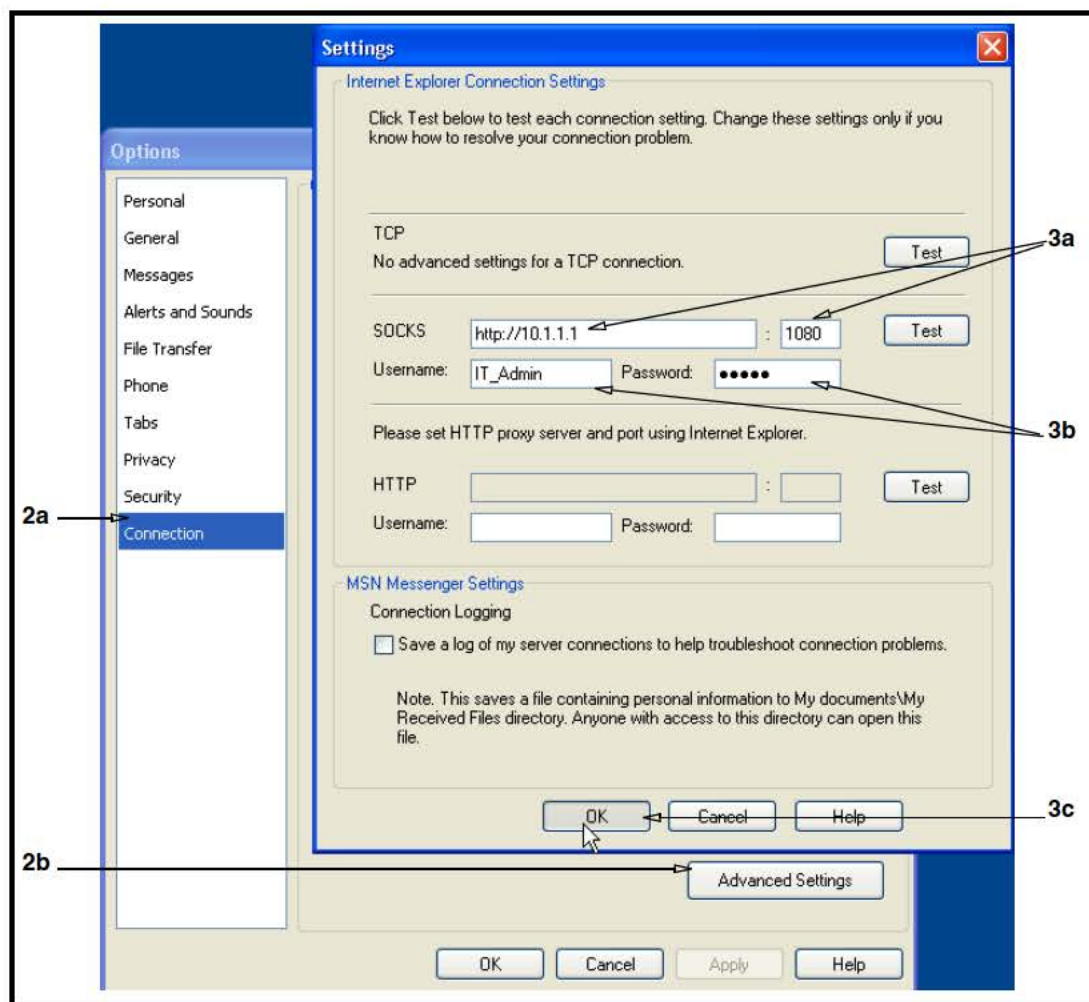 Settings
Internet Explorer Connection Settings
Click Test below to test each connection setting. Change these settings only if you
know how to resolve your connection problem.
Options
Personal
General
Messages
Alerts and Sounds
File Transfer
Phone
Tabs
Privacy
Security
Connection
TCP
No advanced settings for a TCP connection.
Test
3a
SOCKS http://10.1.1.1 : 1080 Test
Username: IT_Admin Password: •••••
3b
Please set HTTP proxy server and port using Internet Explorer.
HTTP : Test
Username: Password:
2a
MSN Messenger Settings
Connection Logging
Save a log of my server connections to help troubleshoot connection problems.
Note. This saves a file containing personal information to My documents\My
Received Files directory. Anyone with access to this directory can open this
file.
OK Cancel Help
3c
2b
Advanced Settings
OK Cancel Apply Help